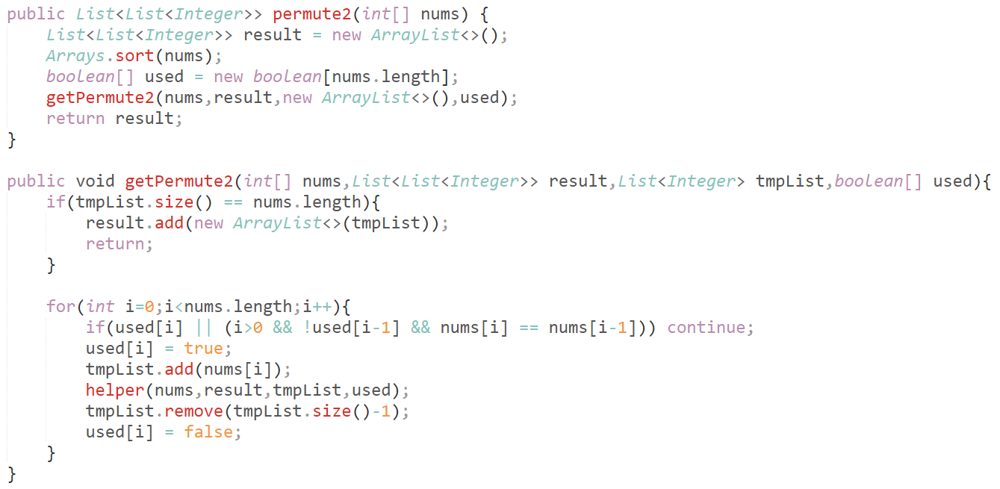 public List<List<Integer>> permute2(int[] nums) {
    List<List<Integer>> result = new ArrayList<>();
    Arrays.sort(nums);
    boolean[] used = new boolean[nums.length];
    getPermute2(nums,result,new ArrayList<>(),used);
    return result;
}

public void getPermute2(int[] nums,List<List<Integer>> result,List<Integer> tmpList,boolean[] used){
    if(tmpList.size() == nums.length){
        result.add(new ArrayList<>(tmpList));
        return;
    }

    for(int i=0;i<nums.length;i++){
        if(used[i] || (i>0 && !used[i-1] && nums[i] == nums[i-1])) continue;
        used[i] = true;
        tmpList.add(nums[i]);
        helper(nums,result,tmpList,used);
        tmpList.remove(tmpList.size()-1);
        used[i] = false;
    }
}